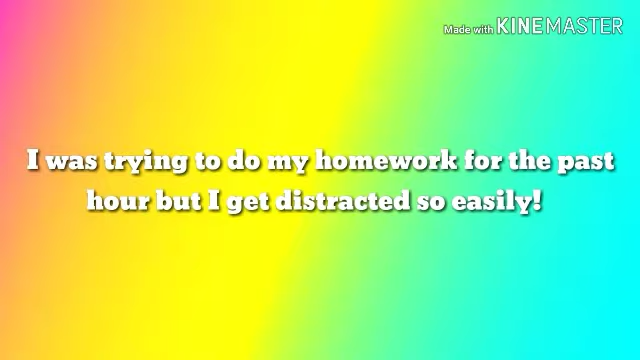 Made with KINEMASTER
I was trying to do my homework for the past
hour but I get distracted so easily!